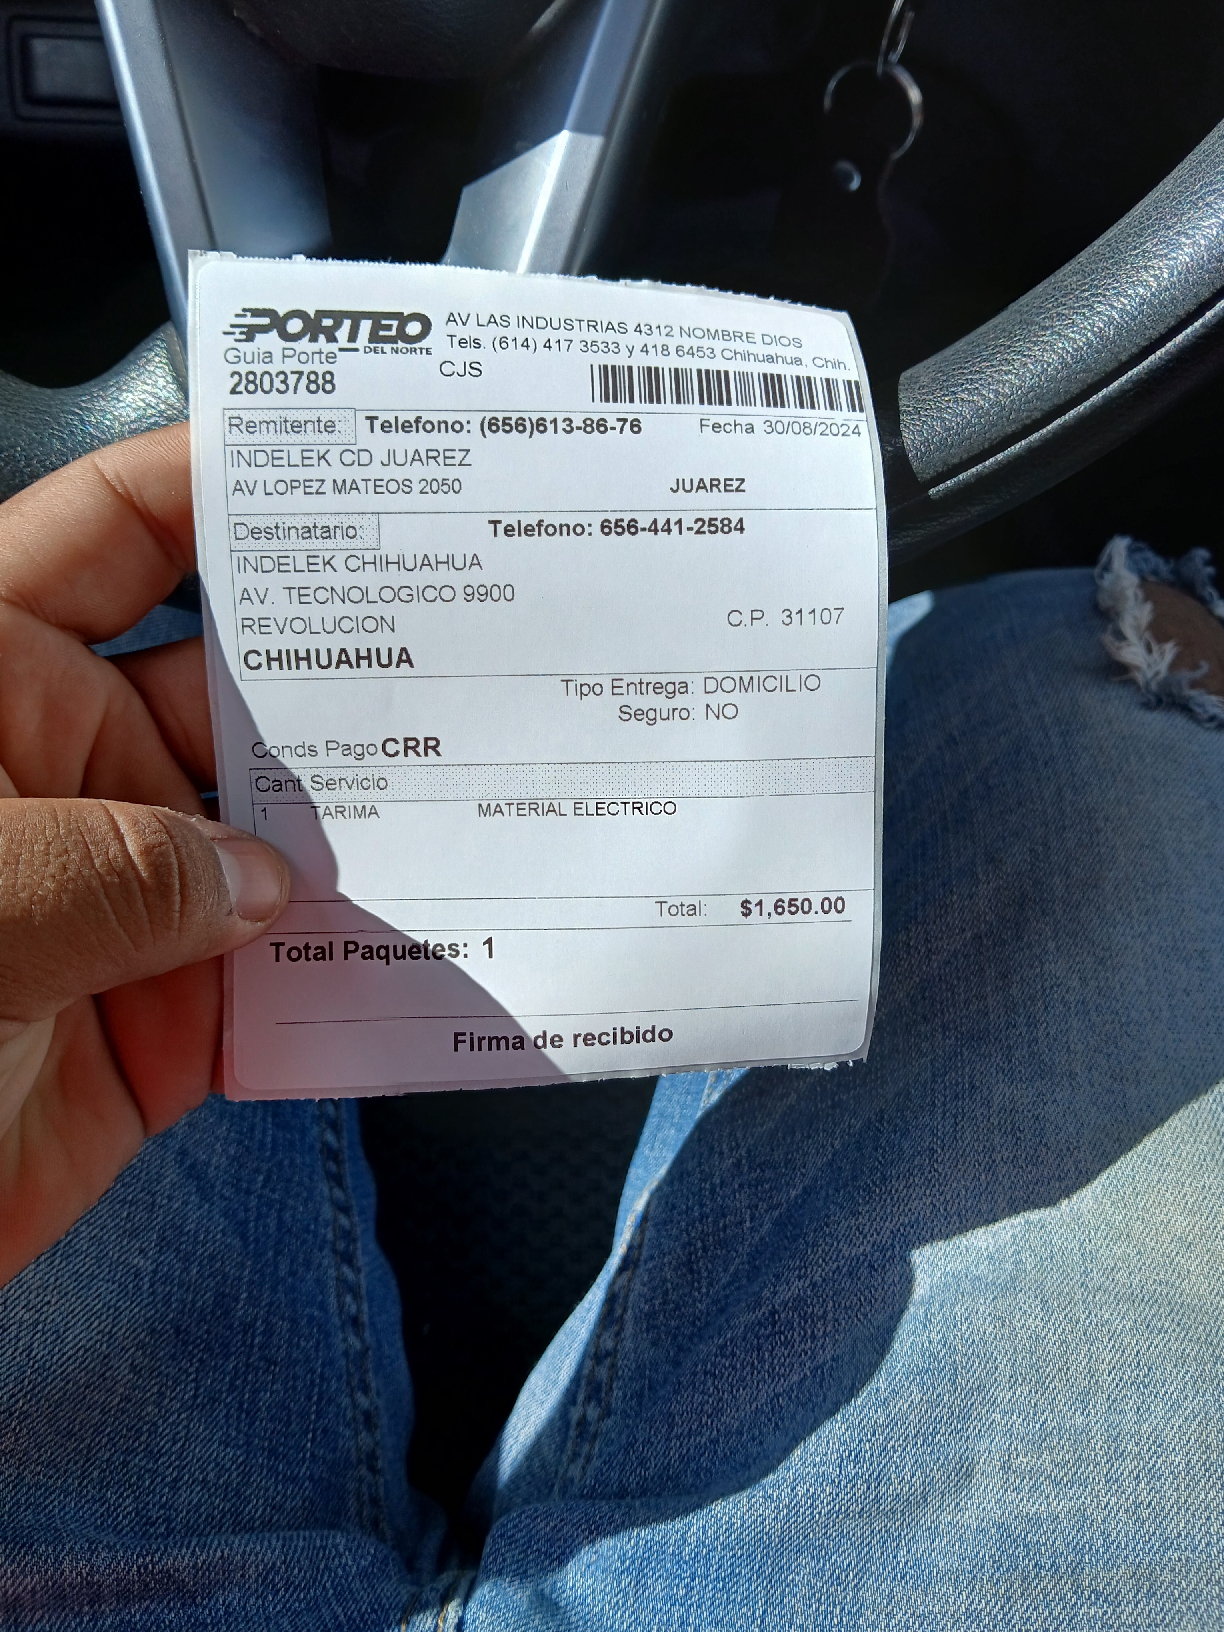 PORTEO
DEL NORTE
AV LAS INDUSTRIAS 4312 NOMBRE DIOS
Tels. (614) 417 3533 y 418 6453 Chihuahua, Chih.
Guia Porte
CJS
2803788
Remitente: Telefono: (656)613-86-76 Fecha 30/08/2024
INDELEK CD JUAREZ
AV LOPEZ MATEOS 2050 JUAREZ
Destinatario: Telefono: 656-441-2584
INDELEK CHIHUAHUA
AV. TECNOLOGICO 9900
REVOLUCION C.P. 31107
CHIHUAHUA
Tipo Entrega: DOMICILIO
Seguro: NO
Conds Pago CRR
Cant Servicio
1 TARIMA MATERIAL ELECTRICO
Total: $1,650.00
Total Paquetes: 1
Firma de recibido